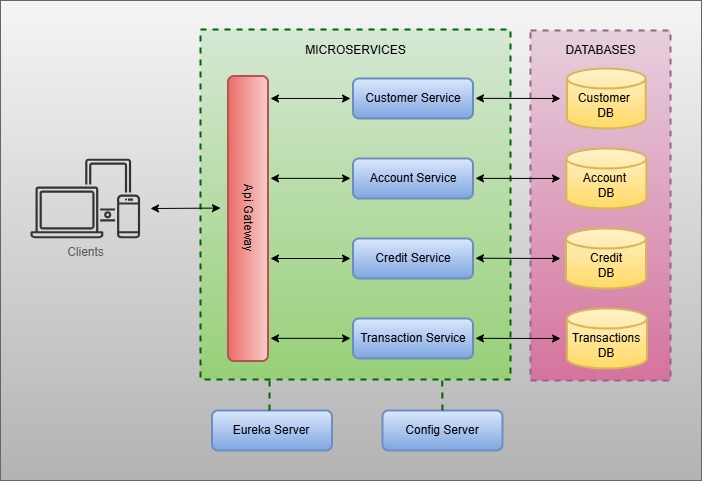 MICROSERVICES
DATABASES
Customer Service
Customer
DB
Account Service
Account
DB
Api Gateway
Clients
Credit Service
Credit
DB
Transaction Service
Transactions
DB
Eureka Server
Config Server